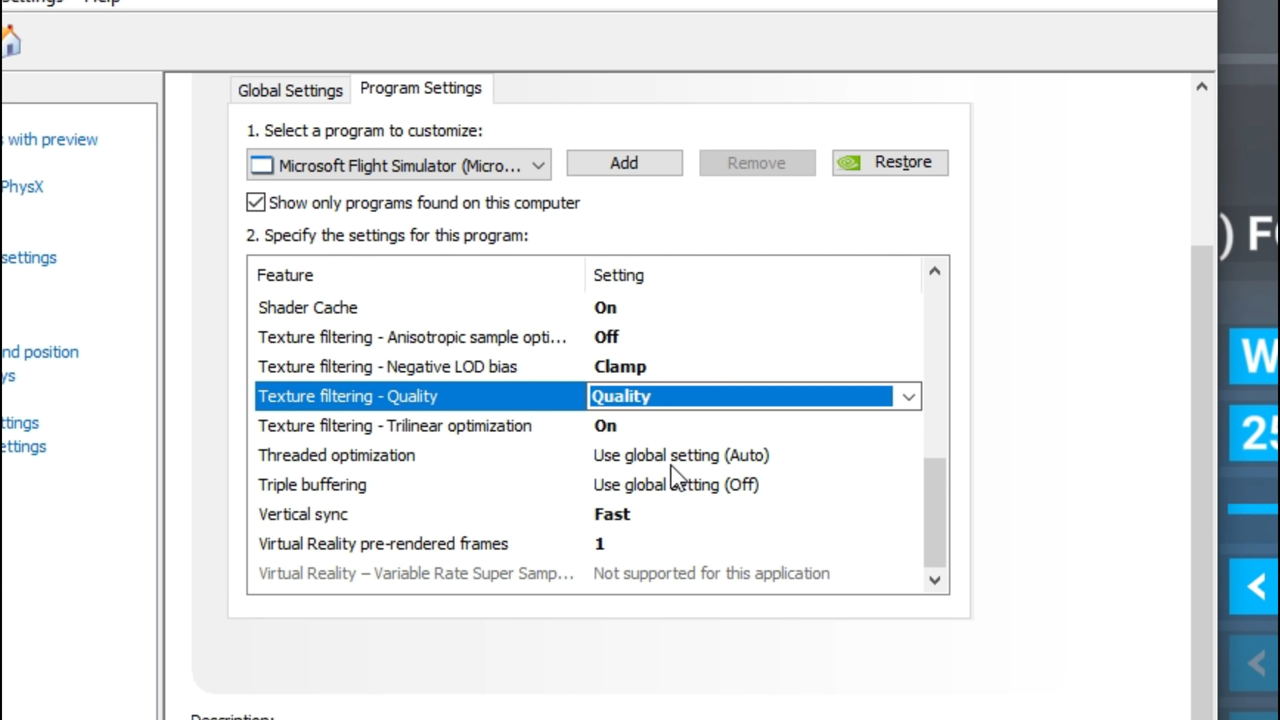 Help
Global Settings
Program Settings
1. Select a program to customize:
Microsoft Flight Simulator (Micro...
Add
Remove
Restore
Show only programs found on this computer
2. Specify the settings for this program:
Feature Setting
Shader Cache On
Texture filtering - Anisotropic sample opti... Off
Texture filtering - Negative LOD bias Clamp
Texture filtering - Quality Quality
Texture filtering - Trilinear optimization On
Threaded optimization Use global setting (Auto)
Triple buffering Use global setting (Off)
Vertical sync Fast
Virtual Reality pre-rendered frames 1
Virtual Reality – Variable Rate Super Samp... Not supported for this application
with preview
PhysX
settings
nd position
ys
ttings
ettings
) F
W
25